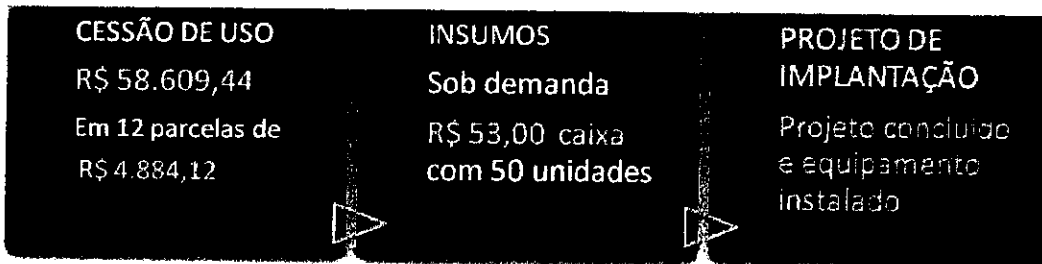 CESSÃO DE USO
R$ 58.609,44
Em 12 parcelas de
R$ 4.884,12
INSUMOS
Sob demanda
R$ 53,00 caixa
com 50 unidades
PROJETO DE
IMPLANTAÇÃO
Projeto concluído
e equipamento
instalado